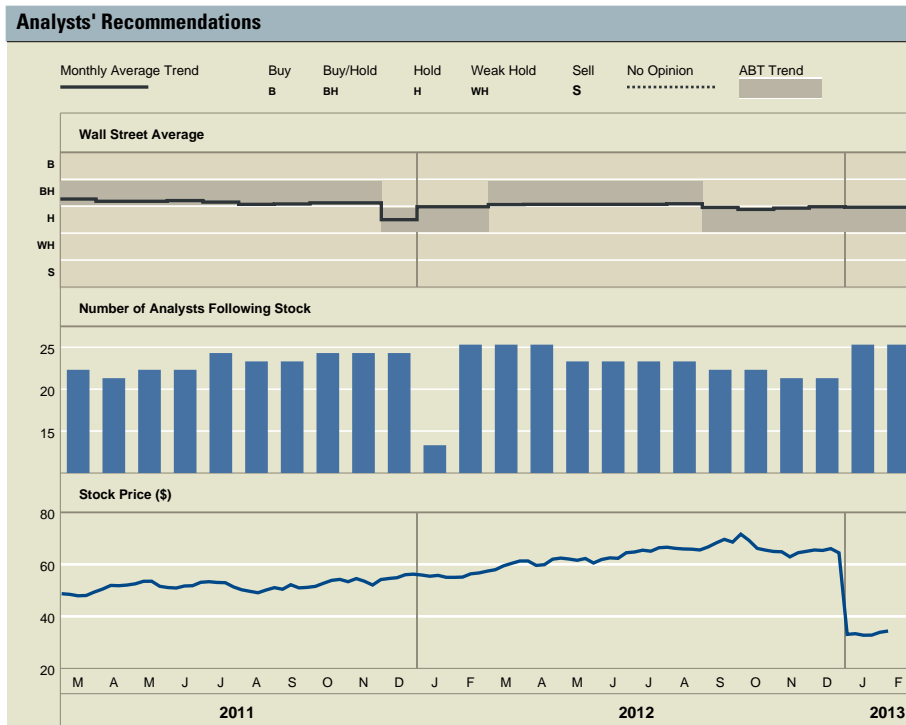 Analysts' Recommendations
Monthly Average Trend Buy Buy/Hold Hold Weak Hold Sell No Opinion ABT Trend
B BH H WH S
Wall Street Average
B
BH
H
WH
S
Number of Analysts Following Stock
25
20
15
Stock Price ($)
80
60
40
20
M A M J J A S O N D J F M A M J J A S O N D J F
2011 2012 2013